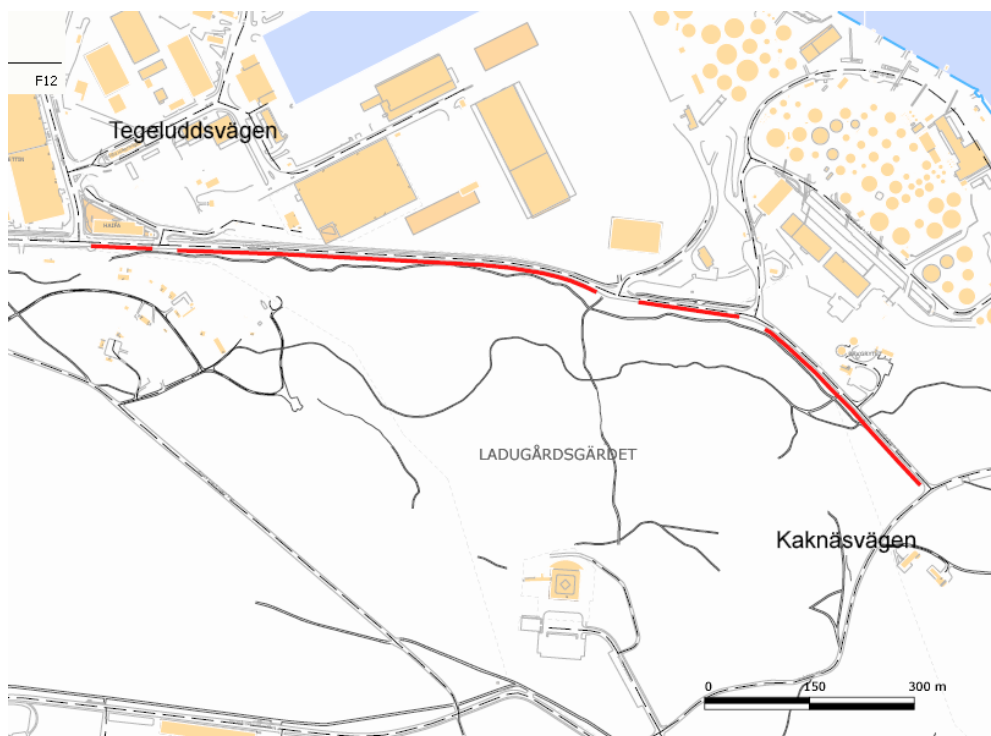 F12
Tegeluddsvägen
LADUGÅRDSGÄRDET
Kaknäsvägen
0 150 300 m